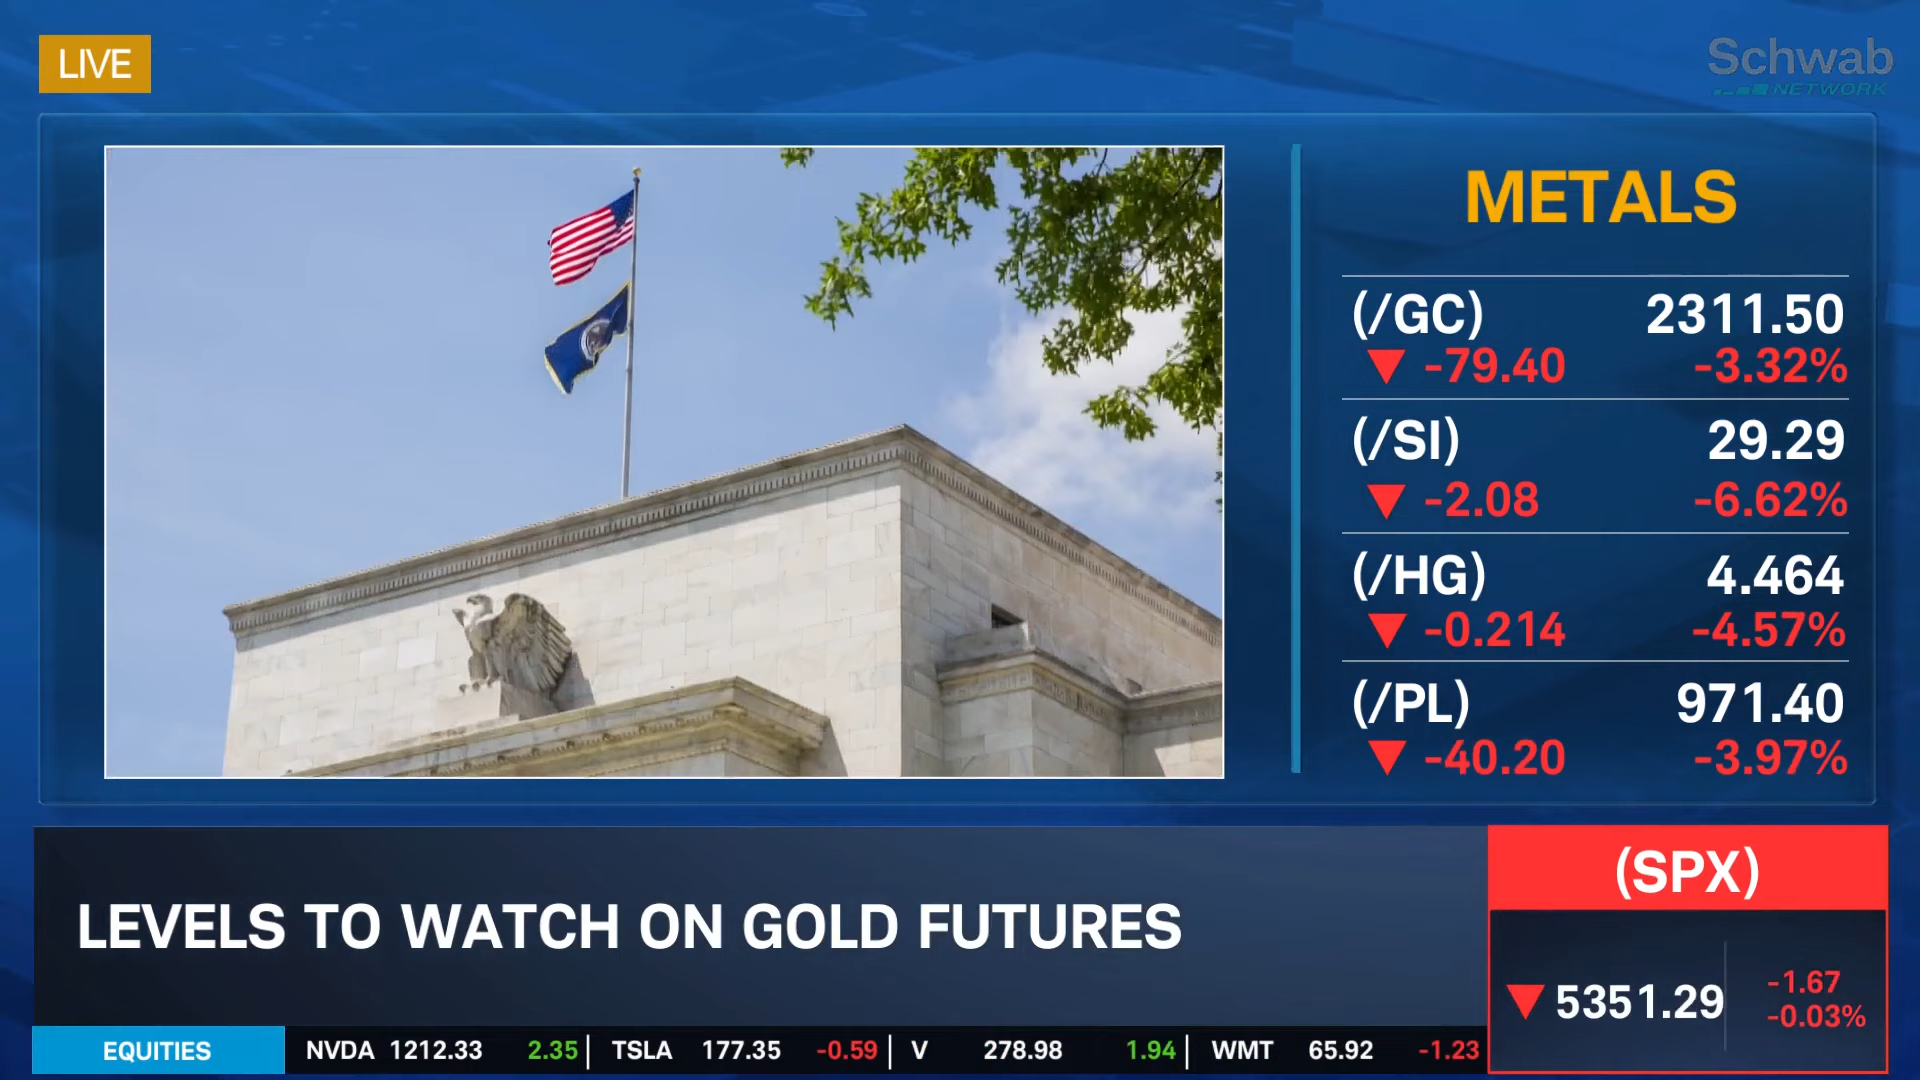 LIVE
Schwab
NETWORK
METALS
(/GC) 2311.50
▼ -79.40 -3.32%
(/SI) 29.29
▼ -2.08 -6.62%
(/HG) 4.464
▼ -0.214 -4.57%
(/PL) 971.40
▼ -40.20 -3.97%
LEVELS TO WATCH ON GOLD FUTURES
(SPX)
▼ 5351.29 -1.67
-0.03%
EQUITIES NVDA 1212.33 2.35 | TSLA 177.35 -0.59 | V 278.98 1.94 | WMT 65.92 -1.23